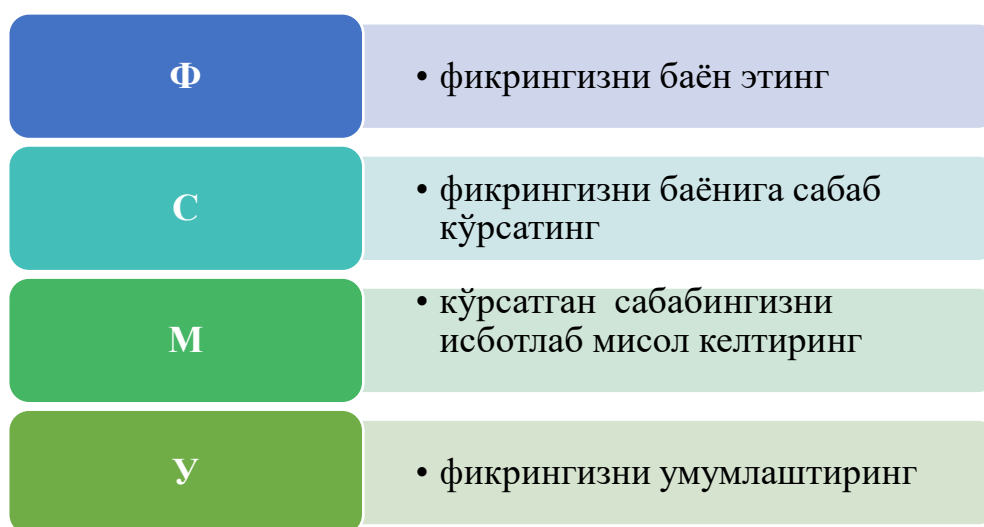 Ф
• фикрингизни баён этинг
С
• фикрингизни баёнига сабаб
кўрсатинг
М
• кўрсатган сабабингизни
исботлаб мисол келтиринг
У
• фикрингизни умумлаштиринг